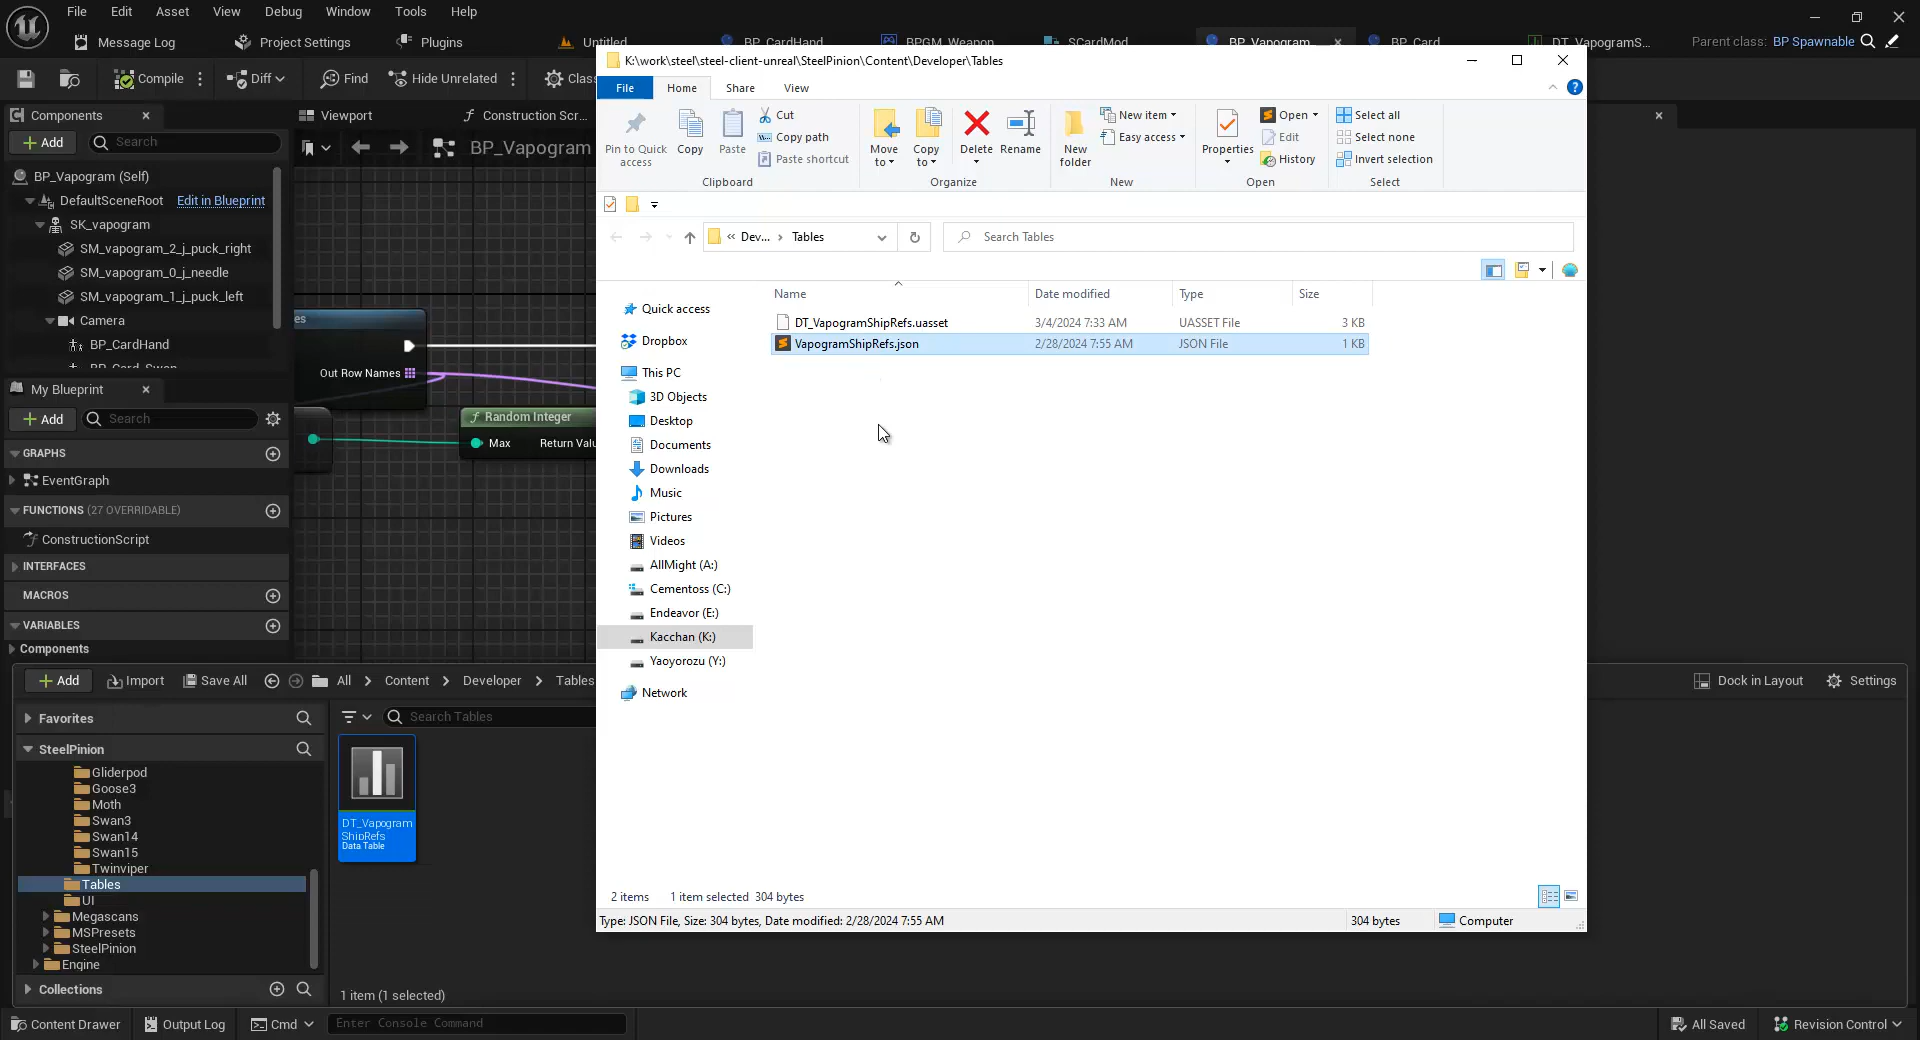 File Edit Asset View Debug Window Tools Help
Message Log Project Settings Plugins Untitled BP_CardHand BPGM_Weapon SCardMod BP_Vapogram BP_Card DT_VapogramS... Parent class: BP Spawnable
Compile Diff Find Hide Unrelated Class
Components
Viewport Construction Scr...
Add Search
BP_Vapogram
BP_Vapogram (Self)
DefaultSceneRoot Edit in Blueprint
SK_vapogram
SM_vapogram_2_j_puck_right
SM_vapogram_0_j_needle
SM_vapogram_1_j_puck_left
Camera
BP_CardHand
es
Out Row Names
Random Integer
Max Return Valu
My Blueprint
Add Search
GRAPHS
EventGraph
FUNCTIONS (27 OVERRIDABLE)
ConstructionScript
INTERFACES
MACROS
VARIABLES
Components
K:\work\steel\steel-client-unreal\SteelPinion\Content\Developer\Tables
File Home Share View
Pin to Quick access
Copy
Paste
Cut
Copy path
Paste shortcut
Clipboard
Move to
Copy to
Delete
Rename
Organize
New folder
New item
Easy access
New
Properties
Open
Edit
History
Open
Select all
Select none
Invert selection
Select
« Dev... › Tables
Search Tables
Name Date modified Type Size
DT_VapogramShipRefs.uasset 3/4/2024 7:33 AM UASSET File 3 KB
VapogramShipRefs.json 2/28/2024 7:55 AM JSON File 1 KB
Quick access
Dropbox
This PC
3D Objects
Desktop
Documents
Downloads
Music
Pictures
Videos
AllMight (A:)
Cementoss (C:)
Endeavor (E:)
Kacchan (K:)
Yaoyorozu (Y:)
Network
2 items 1 item selected 304 bytes
Type: JSON File, Size: 304 bytes, Date modified: 2/28/2024 7:55 AM 304 bytes Computer
Add Import Save All All Content Developer Tables
Dock in Layout Settings
Favorites
Search Tables
SteelPinion
Gliderpod
Goose3
Moth
Swan3
Swan14
Swan15
Twinviper
Tables
UI
Megascans
MSPresets
SteelPinion
Engine
Collections
DT_Vapogram
ShipRefs
Data Table
1 item (1 selected)
Content Drawer Output Log Cmd Enter Console Command All Saved Revision Control